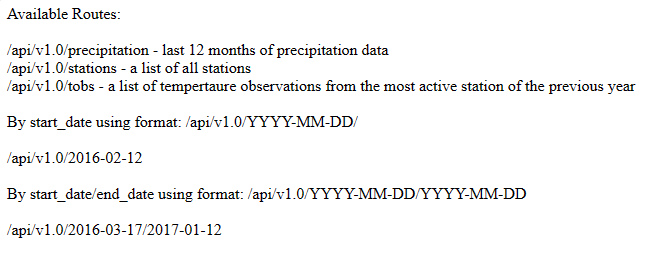 Available Routes:
/api/v1.0/precipitation - last 12 months of precipitation data
/api/v1.0/stations - a list of all stations
/api/v1.0/tobs - a list of tempertaure observations from the most active station of the previous year
By start_date using format: /api/v1.0/YYYY-MM-DD/
/api/v1.0/2016-02-12
By start_date/end_date using format: /api/v1.0/YYYY-MM-DD/YYYY-MM-DD
/api/v1.0/2016-03-17/2017-01-12